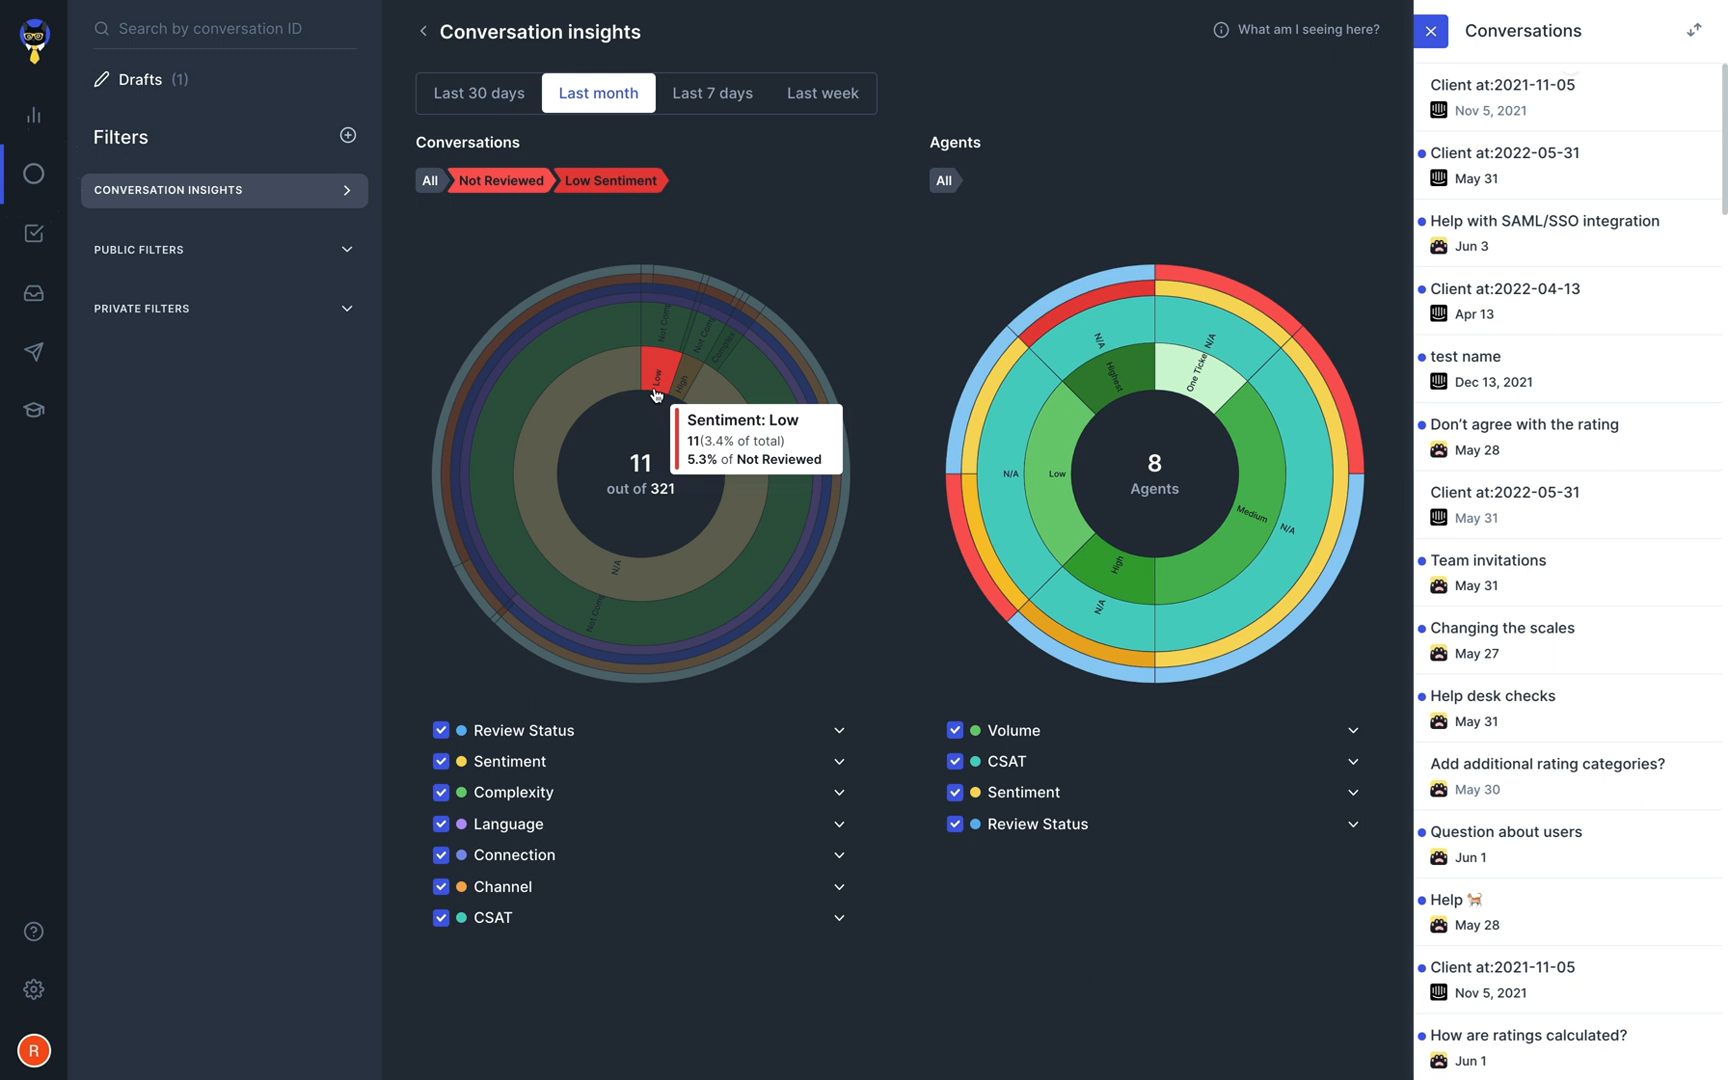 Search by conversation ID
Drafts (1)
Filters
CONVERSATION INSIGHTS
PUBLIC FILTERS
PRIVATE FILTERS
R
Conversation insights
What am I seeing here?
Last 30 days
Last month
Last 7 days
Last week
Conversations
All
Not Reviewed
Low Sentiment
Not Com
Not Com
Complex
Low
High
N/A
Not Com
11
out of 321
Sentiment: Low
11(3.4% of total)
5.3% of Not Reviewed
Review Status
Sentiment
Complexity
Language
Connection
Channel
CSAT
Agents
All
N/A
N/A
Highest
One Ticke
N/A
Low
Medium
N/A
High
N/A
8
Agents
Volume
CSAT
Sentiment
Review Status
Conversations
Client at:2021-11-05
Nov 5, 2021
Client at:2022-05-31
May 31
Help with SAML/SSO integration
Jun 3
Client at:2022-04-13
Apr 13
test name
Dec 13, 2021
Don’t agree with the rating
May 28
Client at:2022-05-31
May 31
Team invitations
May 31
Changing the scales
May 27
Help desk checks
May 31
Add additional rating categories?
May 30
Question about users
Jun 1
Help 🐈
May 28
Client at:2021-11-05
Nov 5, 2021
How are ratings calculated?
Jun 1